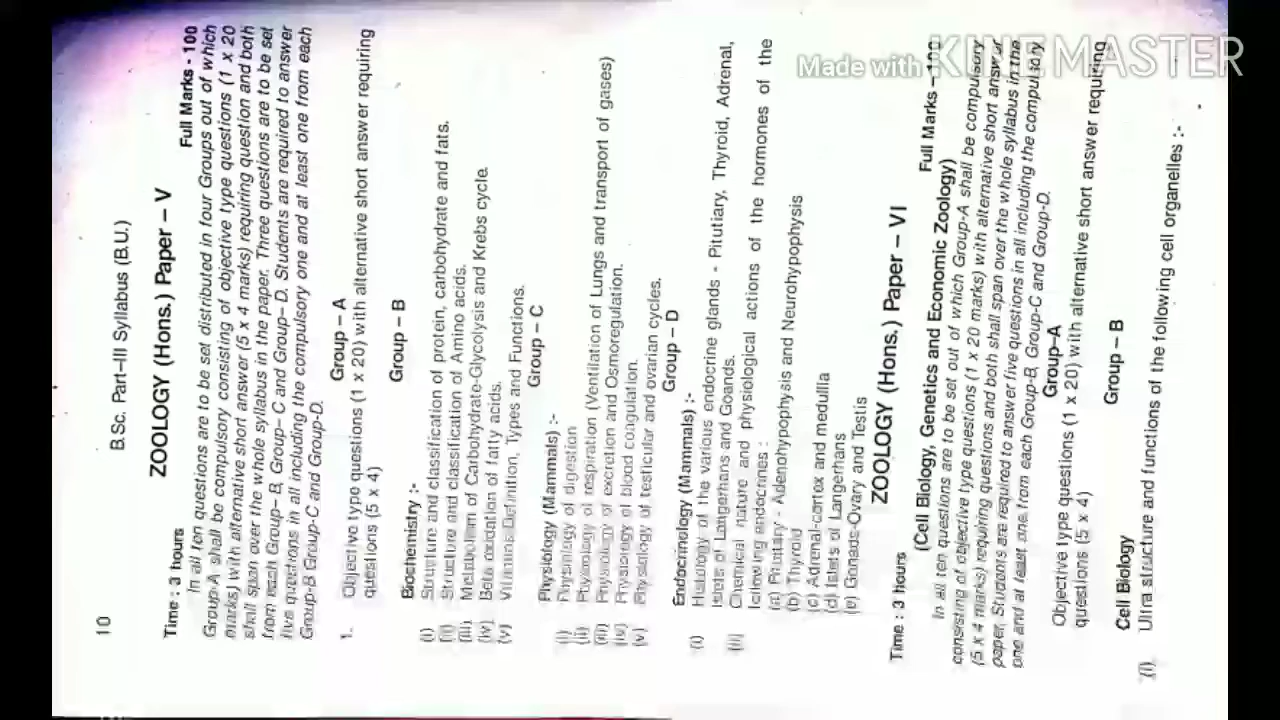 10
B.Sc. Part–III Syllabus (B.U.)
ZOOLOGY (Hons.) Paper – V
Time : 3 hours Full Marks - 100
In all ten questions are to be set distributed in four Groups out of which
Group-A shall be compulsory consisting of objective type questions (1 x 20
marks) with alternative short answer (5 x 4 marks) requiring question and both
shall span over the whole syllabus in the paper. Three questions are to be set
from each Group–B, Group–C and Group–D. Students are required to answer
five questions in all including the compulsory one and at least one from each
Group-B Group-C and Group-D.
Group – A
1. Objective type questions (1 x 20) with alternative short answer requiring
questions (5 x 4)
Group – B
Biochemistry :-
(i) Structure and classification of protein, carbohydrate and fats.
(ii) Structure and classification of Amino acids.
(iii) Metabolism of Carbohydrate-Glycolysis and Krebs cycle.
(iv) Beta oxidation of fatty acids.
(v) Vitamins Definition, Types and Functions.
Group – C
Physiology (Mammals) :-
(i) Physiology of digestion
(ii) Physiology of respiration (Ventilation of Lungs and transport of gases)
(iii) Physiology of excretion and Osmoregulation.
(iv) Physiology of blood coagulation.
(v) Physiology of testicular and ovarian cycles.
Group – D
Endocrinology (Mammals) :-
(i) Histology of the various endocrine glands - Pitutiary, Thyroid, Adrenal,
Islets of Langerhans and Goands.
(ii) Chemical nature and physiological actions of the hormones of the
following endocrines :
(a) Pitutary - Adenohypophysis and Neurohypophysis
(b) Thyroid
(c) Adrenal-cortex and medullia
(d) Islets of Langerhans
(e) Gonads-Ovary and Testis
ZOOLOGY (Hons.) Paper – VI
Time : 3 hours Full Marks – 100
(Cell Biology, Genetics and Economic Zoology)
In all ten questions are to be set out of which Group-A shall be compulsory
consisting of objective type questions (1 x 20 marks) with alternative short answer
(5 x 4 marks) requiring questions and both shall span over the whole syllabus in the
paper. Student are required to answer five questions in all including the compulsory
one and at least one from each Group-B, Group-C and Group-D.
Group-A
Objective type questions (1 x 20) with alternative short answer requiring
questions (5 x 4)
Group – B
Cell Biology
(i) Ulra structure and functions of the following cell organelles :-
Made with KINEMASTER